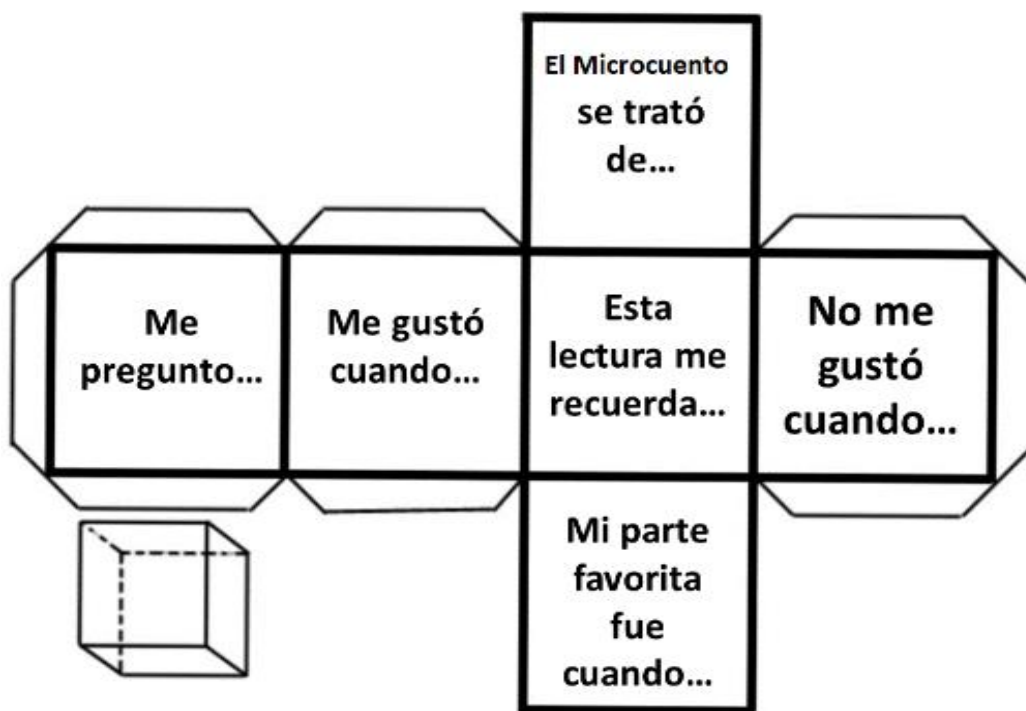 El Microcuento
se trató
de...
Me
pregunto...
Me gustó
cuando...
Esta
lectura me
recuerda...
No me
gustó
cuando...
Mi parte
favorita
fue
cuando...